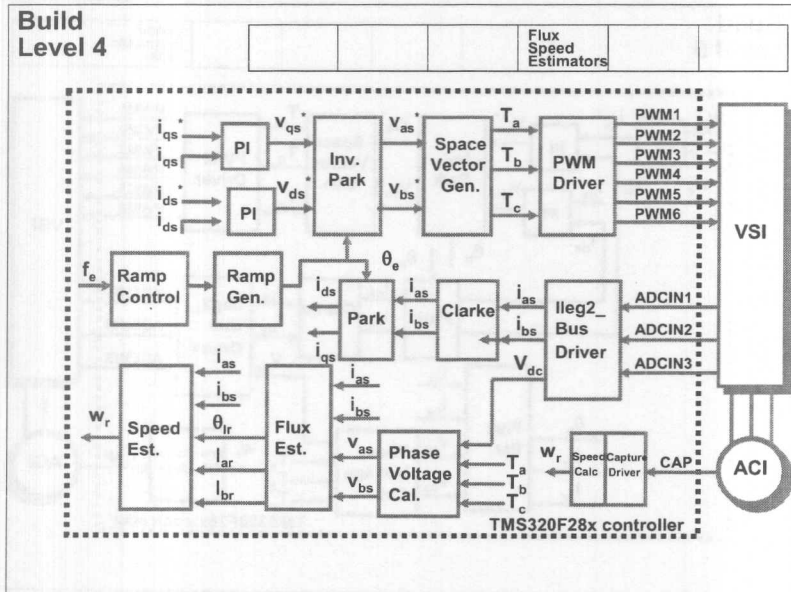 Build
Level 4
Flux
Speed
Estimators
i_qs*
i_qs
PI
v_qs*
i_ds*
i_ds
PI
v_ds*
Inv.
Park
v_as*
v_bs*
Space
Vector
Gen.
T_a
T_b
T_c
PWM
Driver
PWM1
PWM2
PWM3
PWM4
PWM5
PWM6
VSI
f_e
Ramp
Control
Ramp
Gen.
θ_e
i_ds
i_qs
Park
i_as
i_bs
Clarke
i_as
i_bs
V_dc
Ileg2_
Bus
Driver
ADCIN1
ADCIN2
ADCIN3
w_r
Speed
Est.
i_as
i_bs
θ_lr
l_ar
l_br
Flux
Est.
i_as
i_bs
v_as
v_bs
Phase
Voltage
Cal.
T_a
T_b
T_c
w_r
Speed
Calc
Capture
Driver
CAP
ACI
TMS320F28x controller